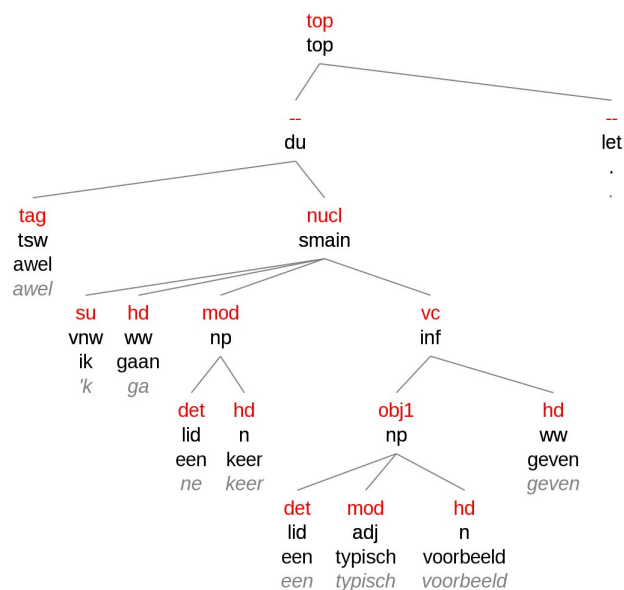 top
top
-- --
du let
. 
.
tag nucl
tsw smain
awel
awel
su hd mod vc
vnw ww np inf
ik gaan
'k ga
det hd obj1 hd
lid n np ww
een keer geven
ne keer geven
det mod hd
lid adj n
een typisch voorbeeld
een typisch voorbeeld